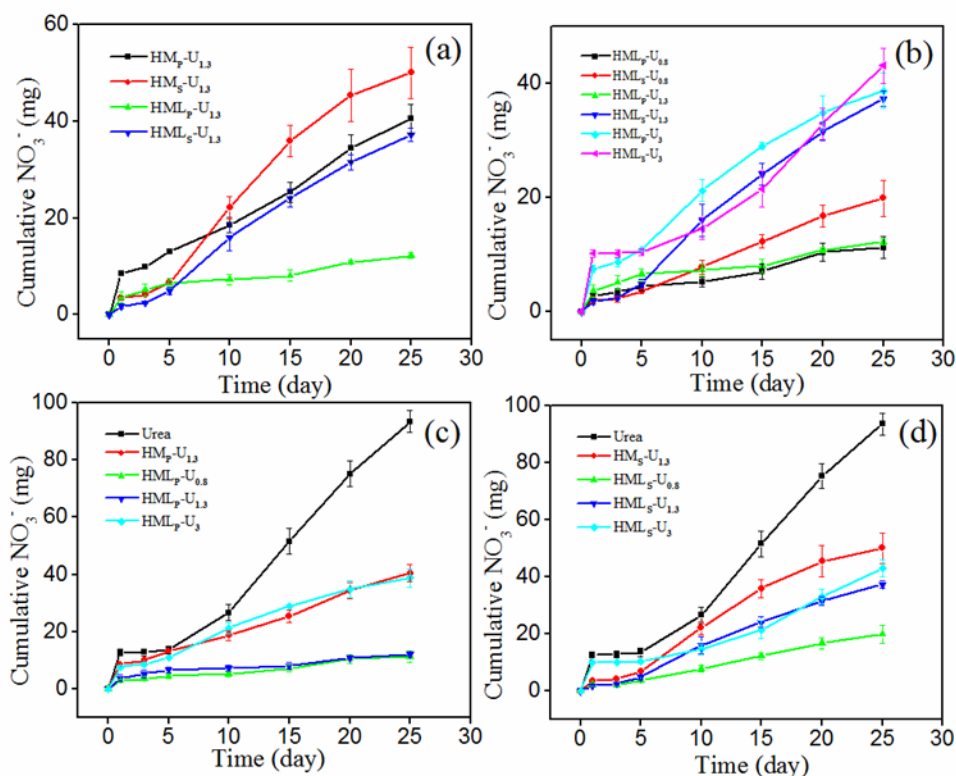 (a)
Cumulative NO3- (mg)
60
40
20
0
HMP-U1.3
HMS-U1.3
HMLP-U1.3
HMLS-U1.3
0 5 10 15 20 25 30
Time (day)
(b)
Cumulative NO3- (mg)
40
20
0
HMLP-U0.8
HMLS-U0.8
HMLP-U1.3
HMLS-U1.3
HMLP-U3
HMLS-U3
0 5 10 15 20 25 30
Time (day)
(c)
Cumulative NO3- (mg)
100
80
60
40
20
0
Urea
HMP-U1.3
HMLP-U0.8
HMLP-U1.3
HMLP-U3
0 5 10 15 20 25 30
Time (day)
(d)
Cumulative NO3- (mg)
100
80
60
40
20
0
Urea
HMS-U1.3
HMLS-U0.8
HMLS-U1.3
HMLS-U3
0 5 10 15 20 25 30
Time (day)